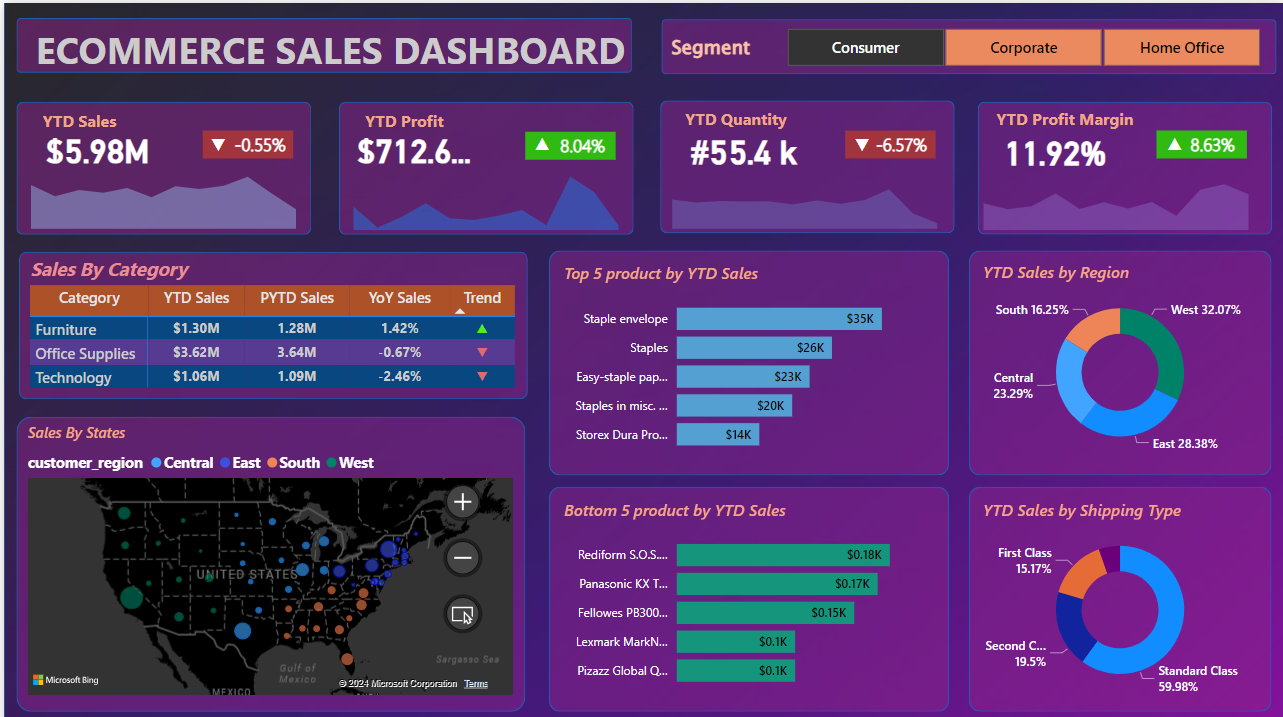 ECOMMERCE SALES DASHBOARD
Segment
Consumer
Corporate
Home Office
YTD Sales
$5.98M
▼ -0.55%
YTD Profit
$712.6...
▲ 8.04%
YTD Quantity
#55.4 k
▼ -6.57%
YTD Profit Margin
11.92%
▲ 8.63%
Sales By Category
Category YTD Sales PYTD Sales YoY Sales Trend
Furniture $1.30M 1.28M 1.42% ▲
Office Supplies $3.62M 3.64M -0.67% ▼
Technology $1.06M 1.09M -2.46% ▼
Top 5 product by YTD Sales
Staple envelope $35K
Staples $26K
Easy-staple pap... $23K
Staples in misc. ... $20K
Storex Dura Pro... $14K
YTD Sales by Region
South 16.25%
West 32.07%
Central
23.29%
East 28.38%
Sales By States
customer_region Central East South West
UNITED STATES
Gulf of
Mexico
Sargasso Sea
MEXICO
Microsoft Bing
© 2024 Microsoft Corporation Terms
Bottom 5 product by YTD Sales
Rediform S.O.S.... $0.18K
Panasonic KX T... $0.17K
Fellowes PB300... $0.15K
Lexmark MarkN... $0.1K
Pizazz Global Q... $0.1K
YTD Sales by Shipping Type
First Class
15.17%
Second C...
19.5%
Standard Class
59.98%